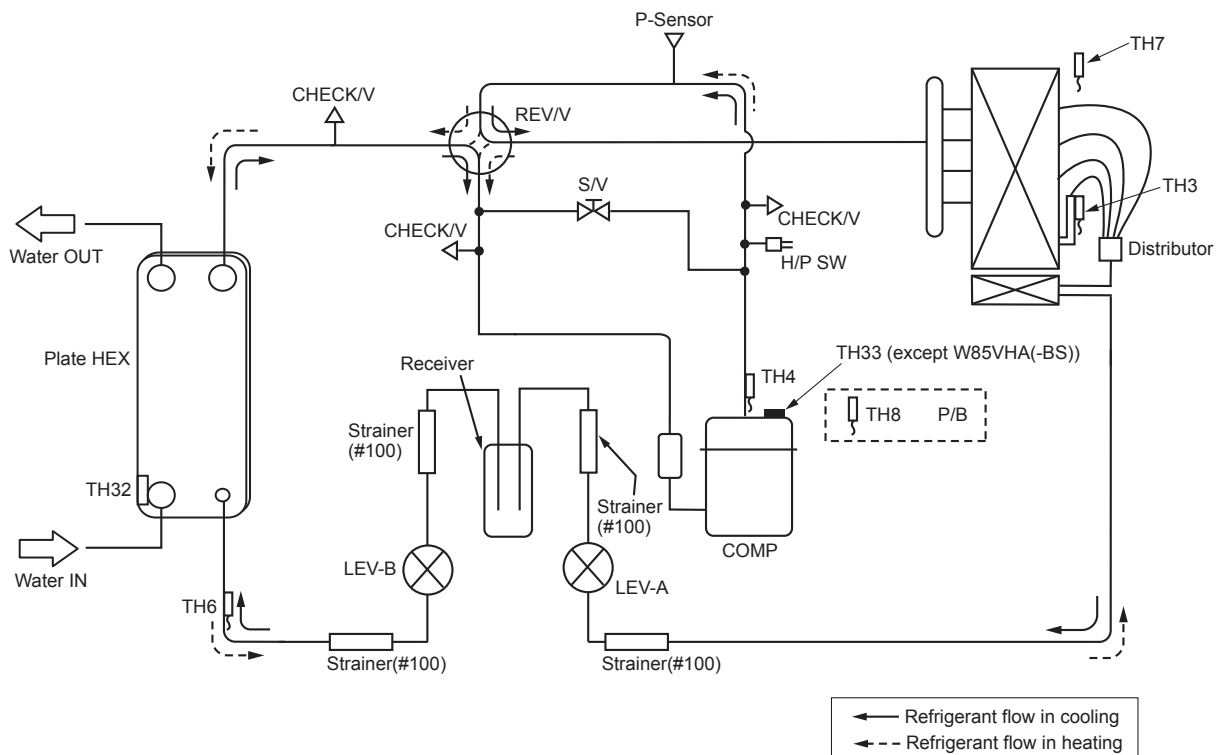 P-Sensor
TH7
CHECK/V
REV/V
TH3
S/V
Water OUT
CHECK/V
CHECK/V
H/P SW
Distributor
Plate HEX
TH33 (except W85VHA(-BS))
Receiver
TH4
TH8 P/B
Strainer
(#100)
TH32
Strainer
(#100)
COMP
Water IN
LEV-B
LEV-A
TH6
Strainer(#100)
Strainer(#100)
Refrigerant flow in cooling
Refrigerant flow in heating